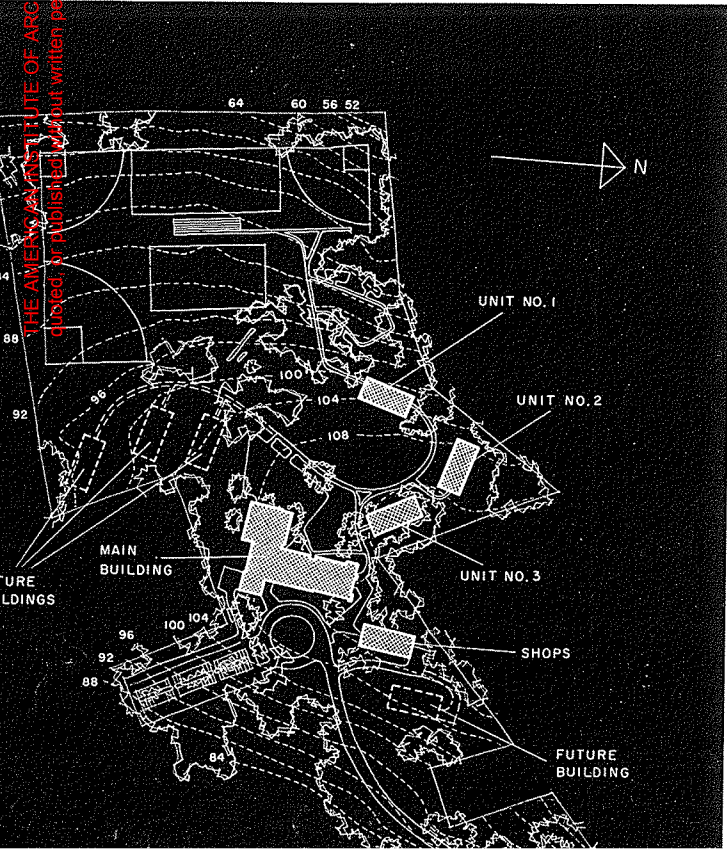 THE AMERICAN INSTITUTE OF ARC
quoted, or published without written pe
64 60 56 52
N
84
88
92
96
UNIT NO. 1
100
104
108
UNIT NO. 2
MAIN
BUILDING
TURE
LDINGS
UNIT NO. 3
SHOPS
104
100
96
92
88
84
FUTURE
BUILDING